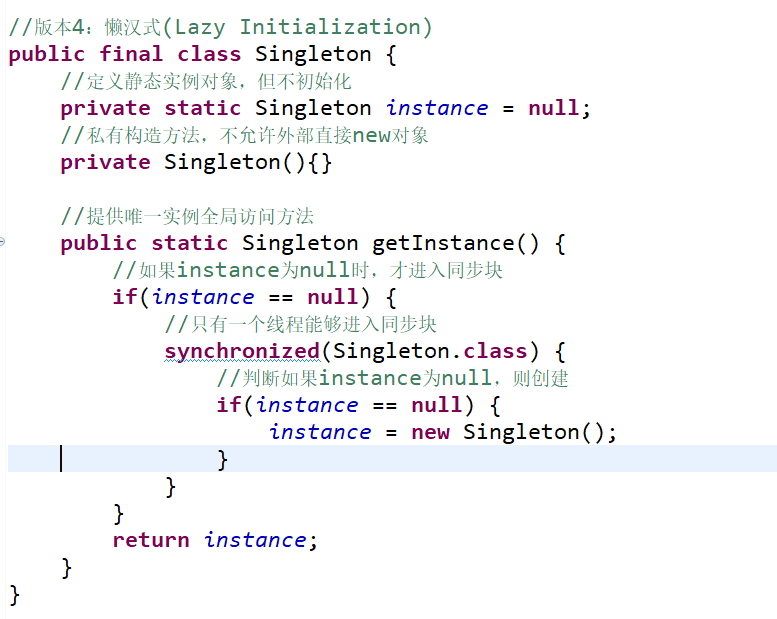 //版本4：懒汉式(Lazy Initialization)
public final class Singleton {
    //定义静态实例对象，但不初始化
    private static Singleton instance = null;
    //私有构造方法，不允许外部直接new对象
    private Singleton(){}

    //提供唯一实例全局访问方法
    public static Singleton getInstance() {
        //如果instance为null时，才进入同步块
        if(instance == null) {
            //只有一个线程能够进入同步块
            synchronized(Singleton.class) {
                //判断如果instance为null，则创建
                if(instance == null) {
                    instance = new Singleton();
                }
            }
        }
        return instance;
    }
}